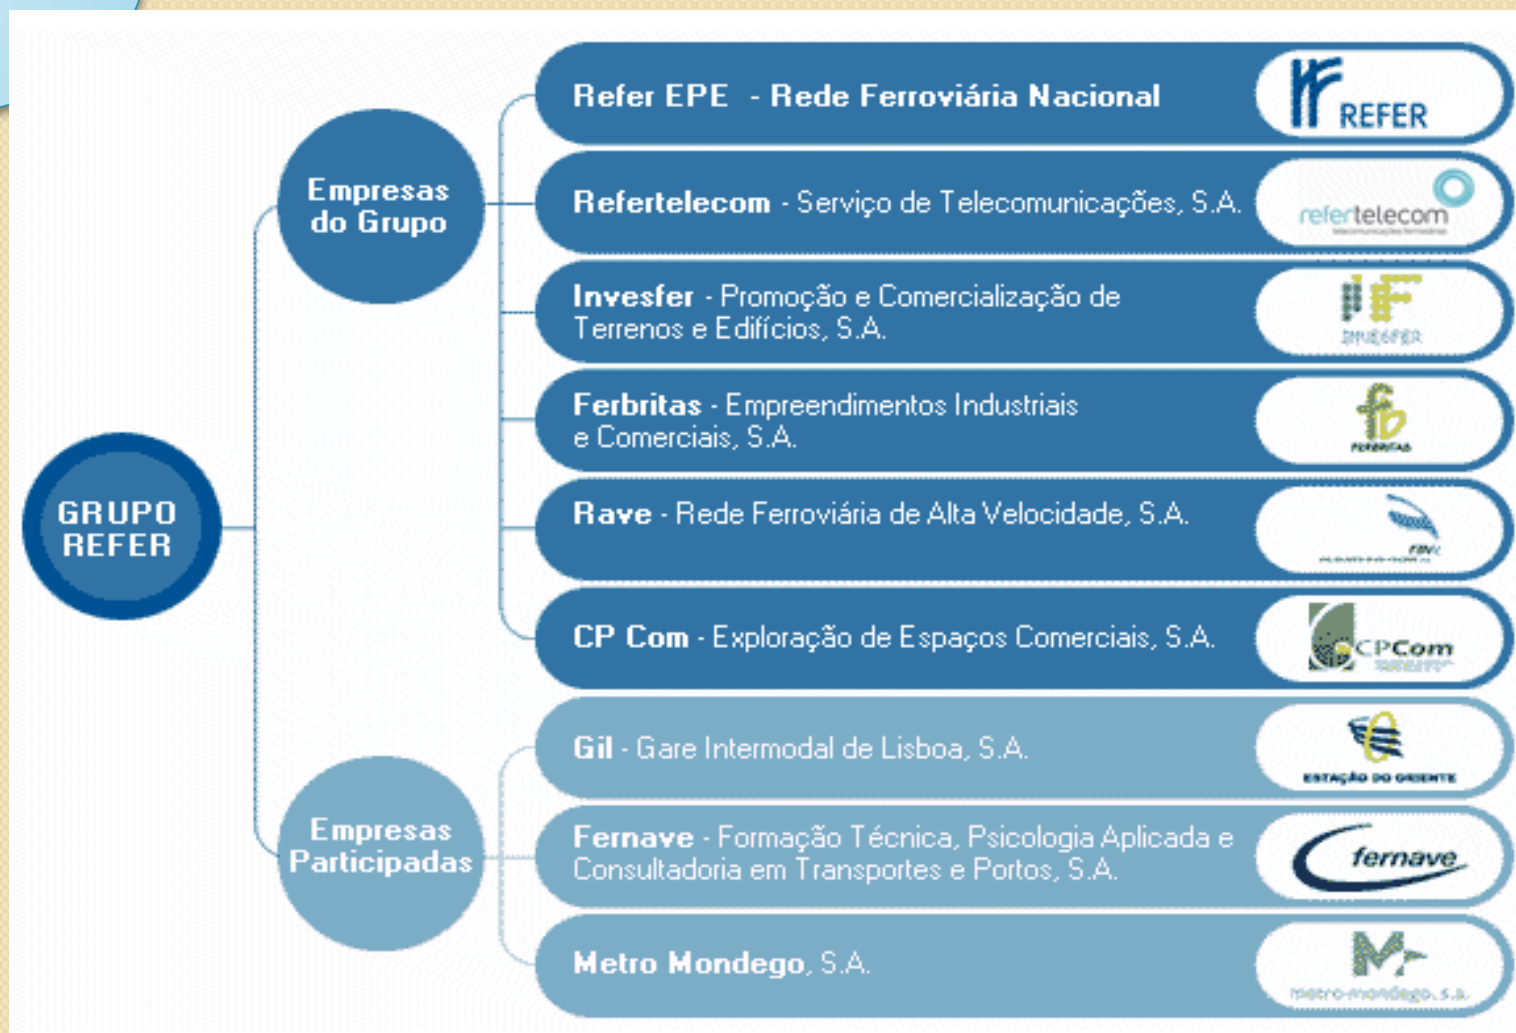 GRUPO
REFER
Empresas
do Grupo
Refer EPE - Rede Ferroviária Nacional
REFER
Refertelecom - Serviço de Telecomunicações, S.A.
refertelecom
Invesfer - Promoção e Comercialização de
Terrenos e Edifícios, S.A.
INVESFER
Ferbritas - Empreendimentos Industriais
e Comerciais, S.A.
FERBRITAS
Rave - Rede Ferroviária de Alta Velocidade, S.A.
CP Com - Exploração de Espaços Comerciais, S.A.
CPCom
Empresas
Participadas
Gil - Gare Intermodal de Lisboa, S.A.
ESTAÇÃO DO ORIENTE
Fernave - Formação Técnica, Psicologia Aplicada e
Consultadoria em Transportes e Portos, S.A.
fernave
Metro Mondego, S.A.
metro-mondego, s.a.